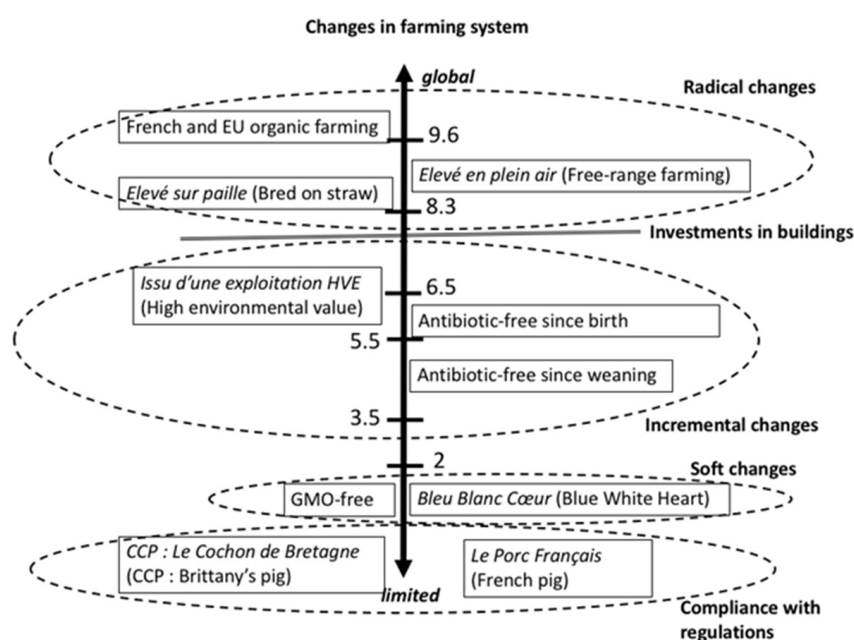 Changes in farming system
global
Radical changes
French and EU organic farming
9.6
Elevé en plein air (Free-range farming)
Elevé sur paille (Bred on straw)
8.3
Investments in buildings
Issu d’une exploitation HVE
(High environmental value)
6.5
Antibiotic-free since birth
5.5
Antibiotic-free since weaning
3.5
Incremental changes
2
Soft changes
GMO-free
Bleu Blanc Cœur (Blue White Heart)
CCP : Le Cochon de Bretagne
(CCP : Brittany’s pig)
Le Porc Français
(French pig)
limited
Compliance with
regulations